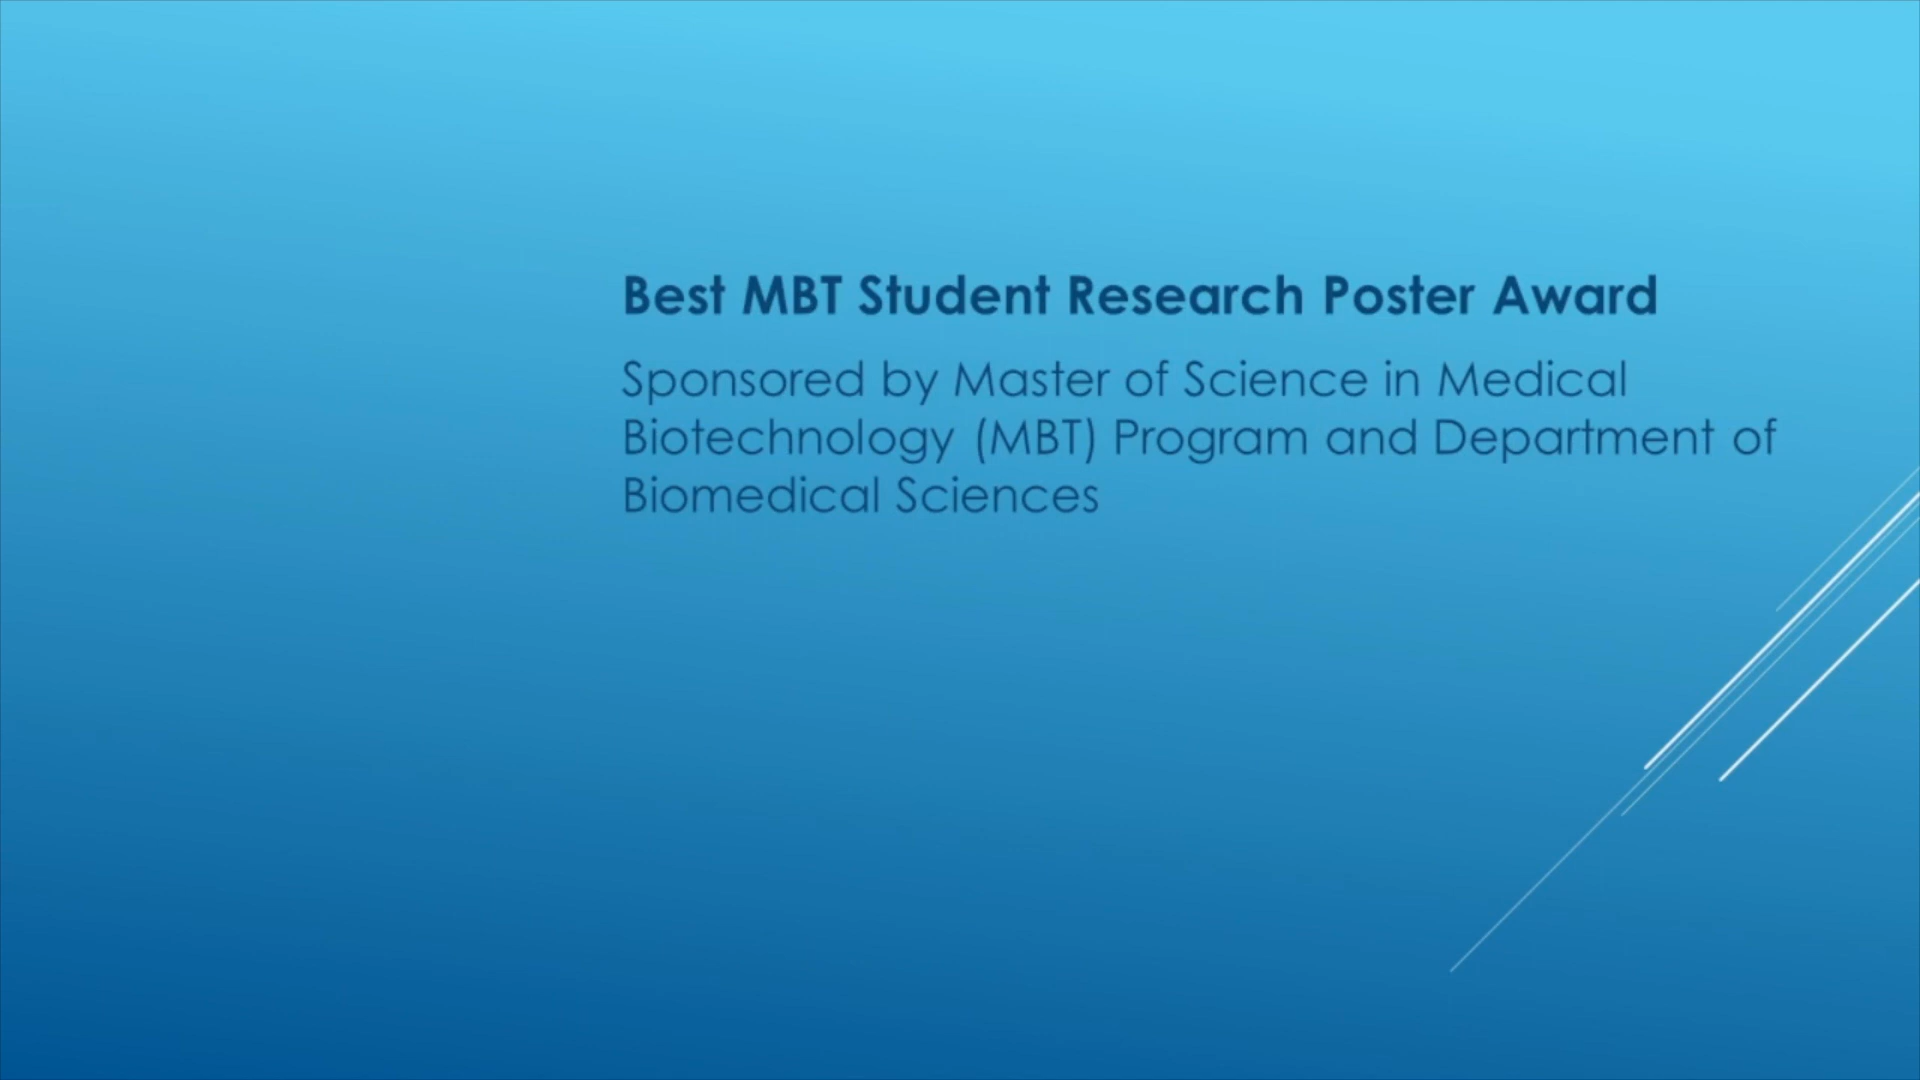 Best MBT Student Research Poster Award
Sponsored by Master of Science in Medical
Biotechnology (MBT) Program and Department of
Biomedical Sciences